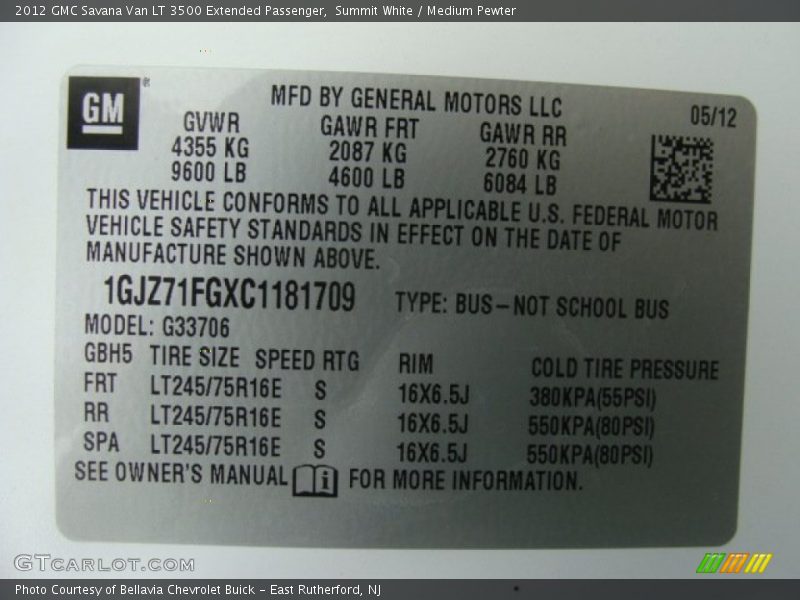 2012 GMC Savana Van LT 3500 Extended Passenger,  Summit White / Medium Pewter
GM®
MFD BY GENERAL MOTORS LLC
05/12
GVWR GAWR FRT GAWR RR
4355 KG 2087 KG 2760 KG
9600 LB 4600 LB 6084 LB
THIS VEHICLE CONFORMS TO ALL APPLICABLE U.S. FEDERAL MOTOR
VEHICLE SAFETY STANDARDS IN EFFECT ON THE DATE OF
MANUFACTURE SHOWN ABOVE.
1GJZ71FGXC1181709 TYPE: BUS–NOT SCHOOL BUS
MODEL: G33706
GBH5 TIRE SIZE SPEED RTG RIM COLD TIRE PRESSURE
FRT LT245/75R16E S 16X6.5J 380KPA(55PSI)
RR LT245/75R16E S 16X6.5J 550KPA(80PSI)
SPA LT245/75R16E S 16X6.5J 550KPA(80PSI)
SEE OWNER'S MANUAL i FOR MORE INFORMATION.
GTCARLOT.COM
Photo Courtesy of Bellavia Chevrolet Buick – East Rutherford, NJ